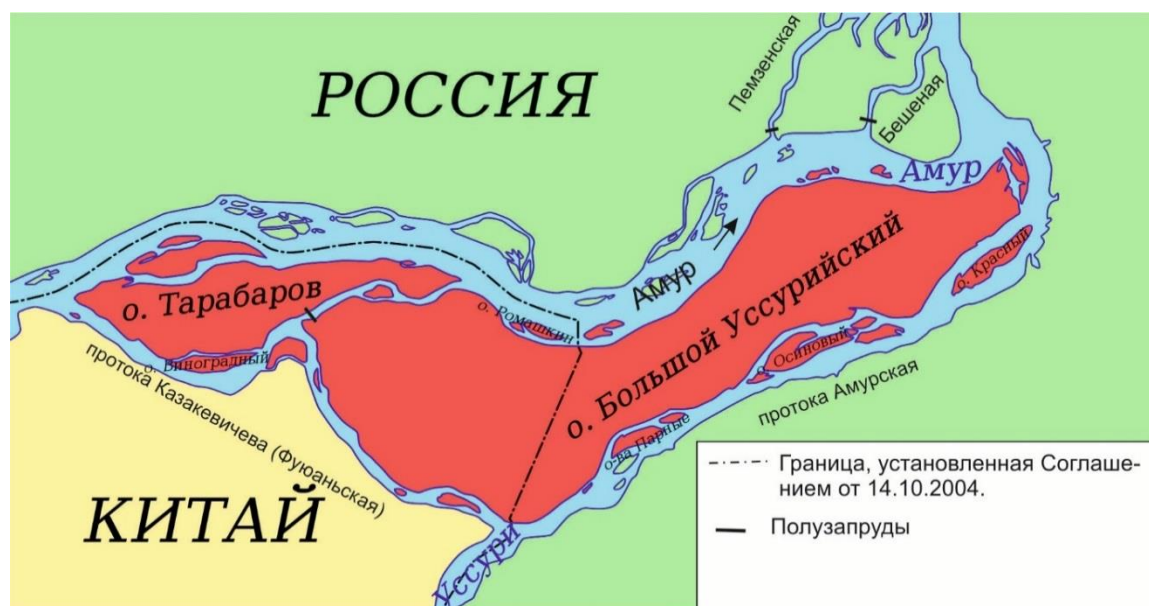 РОССИЯ
Пемзенская
Бешеная
Амур
о. Тарабаров
о. Ромашкин
Амур
о. Большой Уссурийский
о. Красный
о. Виноградный
о. Осиновый
протока Казакевичева (Фуюаньская)
о-ва Парные
протока Амурская
КИТАЙ
Уссури
Граница, установленная Соглаше-
нием от 14.10.2004.
Полузапруды